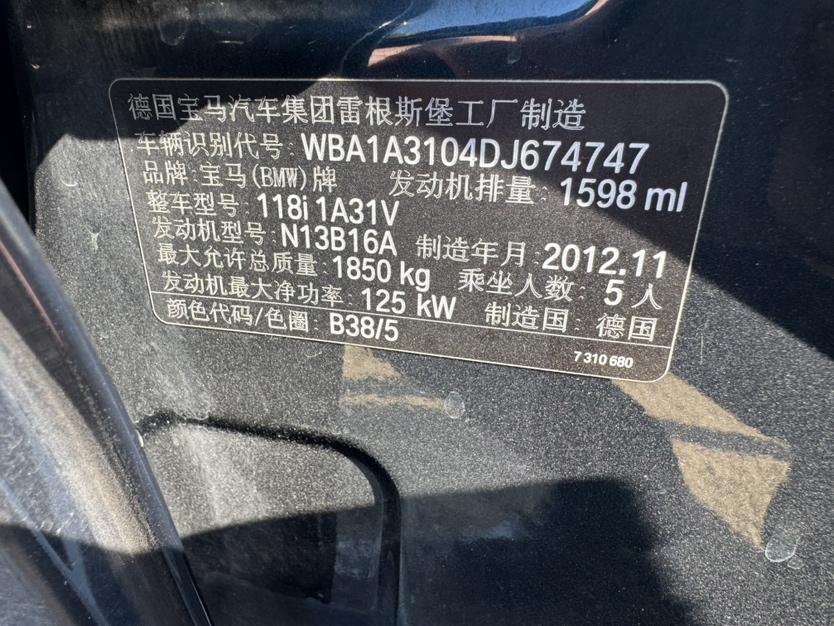 德国宝马汽车集团雷根斯堡工厂制造
车辆识别代号: WBA1A3104DJ674747
品牌: 宝马(BMW)牌 发动机排量: 1598 ml
整车型号: 118i 1A31V
发动机型号: N13B16A 制造年月: 2012.11
最大允许总质量: 1850 kg 乘坐人数: 5 人
发动机最大净功率: 125 kW 制造国: 德国
颜色代码/色圈: B38/5
7 310 680